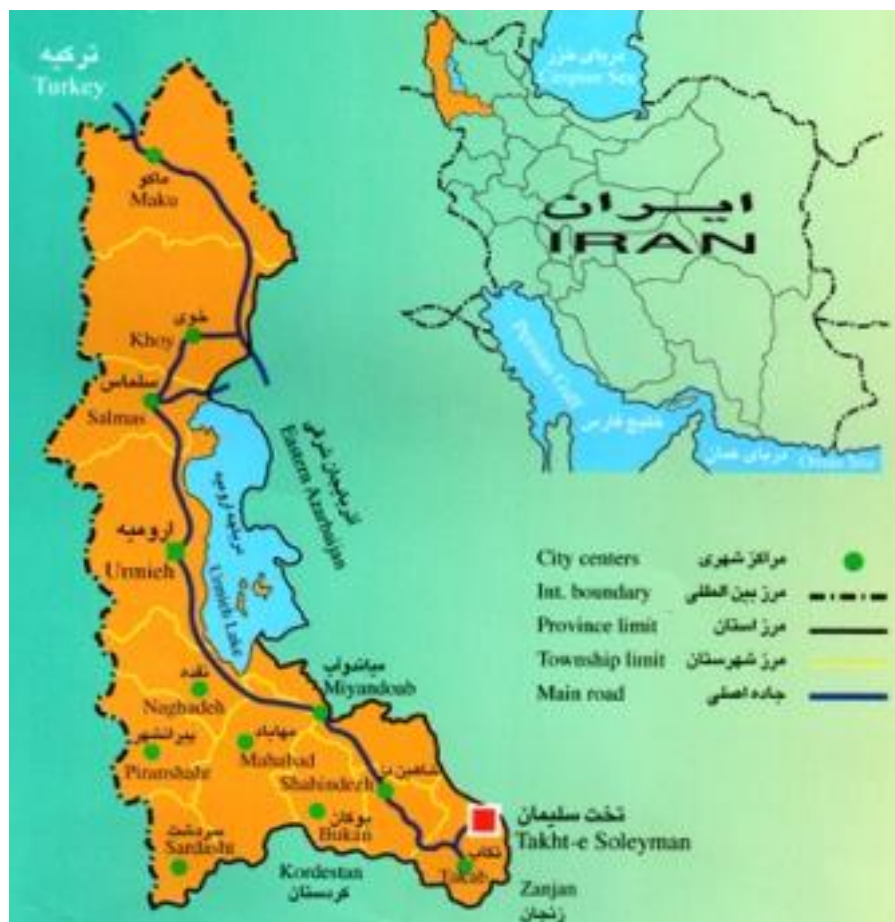 ترکیه
Turkey
دریای خزر
Caspian Sea
ماکو
Maku
ایران
IRAN
خوی
Khoy
سلماس
Salmas
Persian Gulf
خلیج فارس
دریای عمان
Oman Sea
آذربایجان شرقی
Eastern Azarbaijan
دریاچه ارومیه
Urmieh Lake
ارومیه
Urmieh
City centers مراکز شهری
Int. boundary مرز بین المللی
Province limit مرز استان
Township limit مرز شهرستان
Main road جاده اصلی
میاندوآب
Miyandoab
نقده
Naghadeh
پیرانشهر
Piranshahr
مهاباد
Mahabad
شاهین دژ
Shahindezh
بوکان
Bukan
سردشت
Sardasht
تخت سلیمان
Takht-e Soleyman
تکاب
Takab
Kordestan
کردستان
Zanjan
زنجان